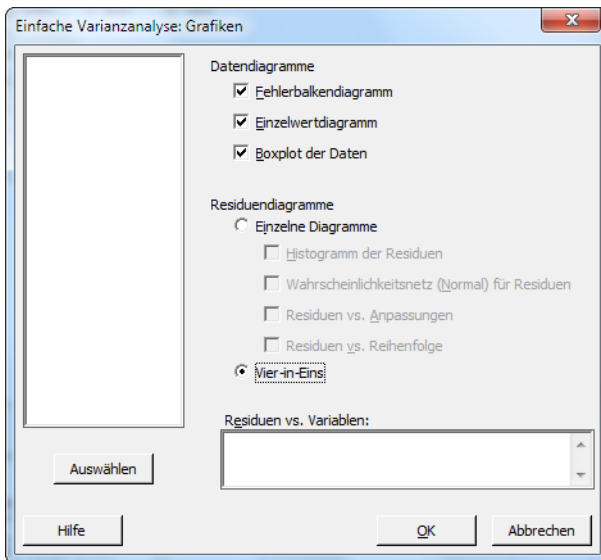 Einfache Varianzanalyse: Grafiken
Datendiagramme
Fehlerbalkendiagramm
Einzelwertdiagramm
Boxplot der Daten
Residuendiagramme
Einzelne Diagramme
Histogramm der Residuen
Wahrscheinlichkeitsnetz (Normal) für Residuen
Residuen vs. Anpassungen
Residuen vs. Reihenfolge
Vier-in-Eins
Residuen vs. Variablen:
Auswählen
Hilfe
OK
Abbrechen